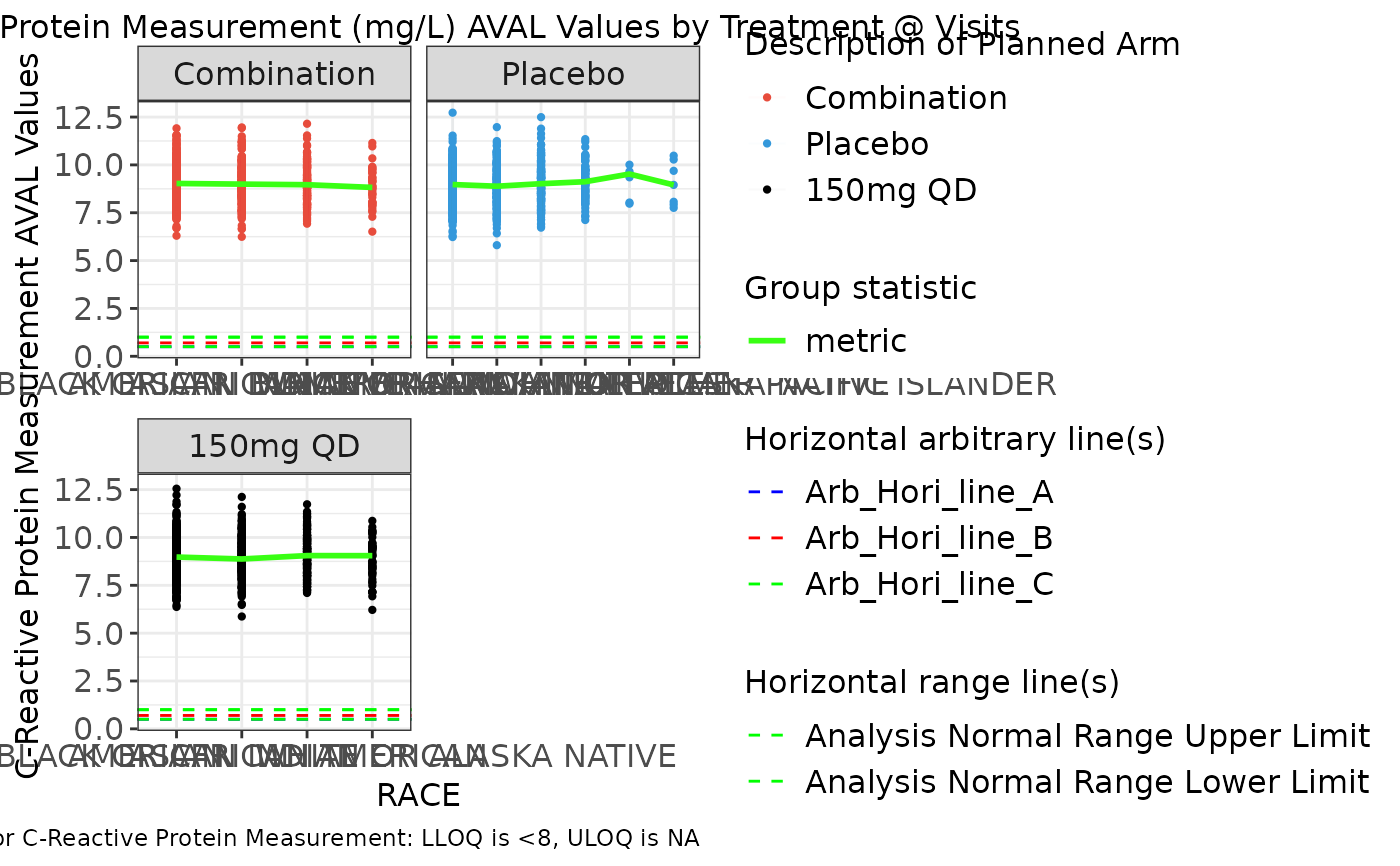 Protein Measurement (mg/L) AVAL Values by Treatment @ Visits
C-Reactive Protein Measurement AVAL Values
Combination
Placebo
12.5
10.0
7.5
5.0
2.5
0.0
ISLANDER
150mg QD
12.5
10.0
7.5
5.0
2.5
0.0
ALASKA NATIVE
RACE
or C-Reactive Protein Measurement: LLOQ is <8, ULOQ is NA
Description of Planned Arm
Combination
Placebo
150mg QD
Group statistic
metric
Horizontal arbitrary line(s)
Arb_Hori_line_A
Arb_Hori_line_B
Arb_Hori_line_C
Horizontal range line(s)
Analysis Normal Range Upper Limit
Analysis Normal Range Lower Limit